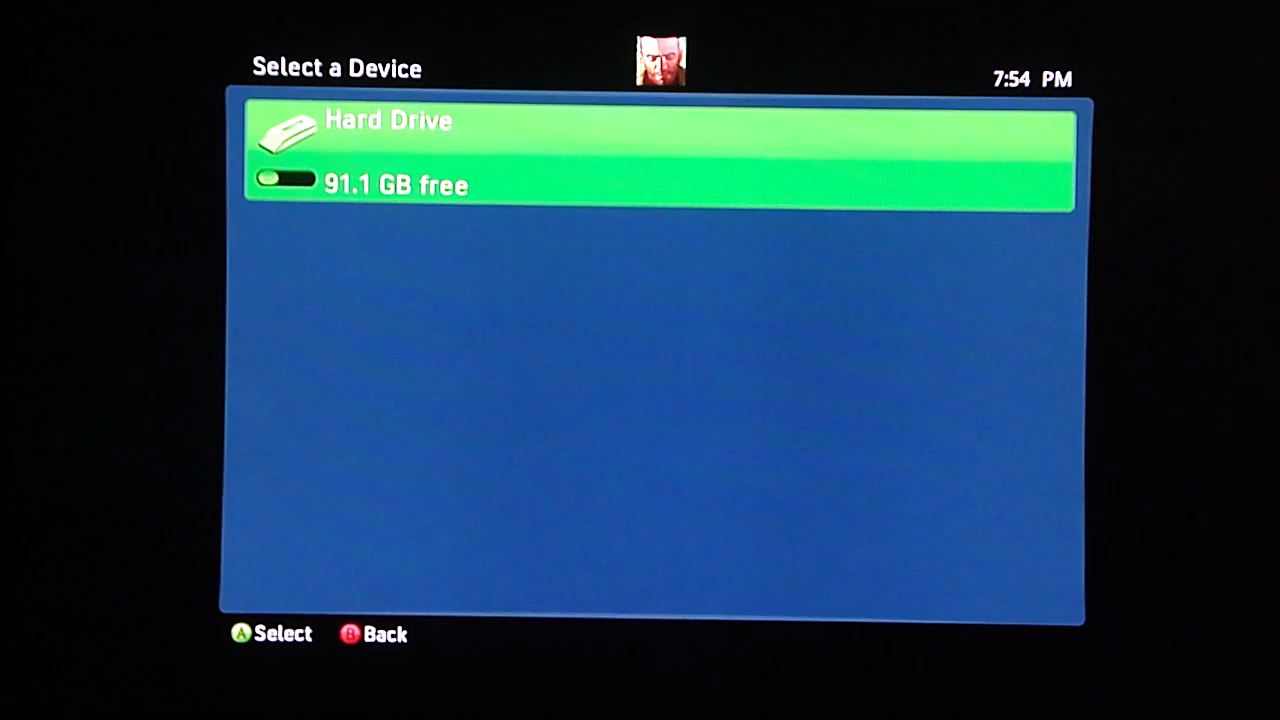 Select a Device
7:54 PM
Hard Drive
91.1 GB free
A Select B Back